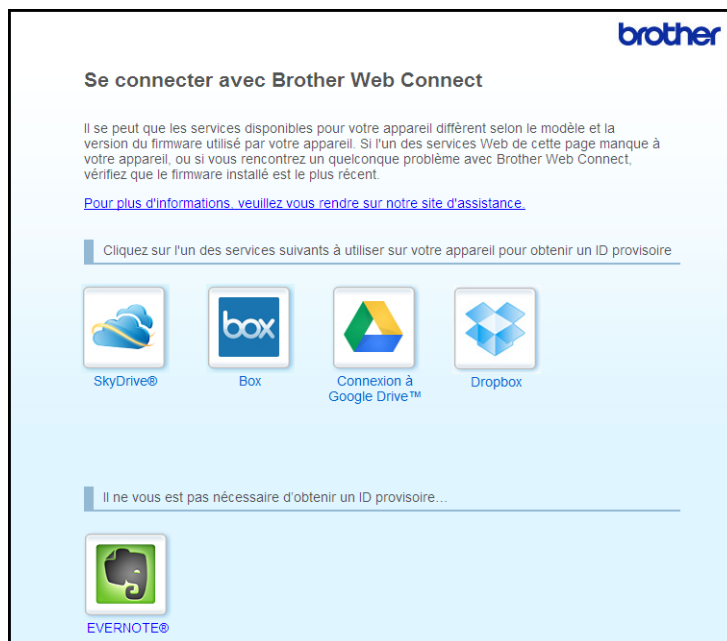 brother
Se connecter avec Brother Web Connect
Il se peut que les services disponibles pour votre appareil diffèrent selon le modèle et la
version du firmware utilisé par votre appareil. Si l'un des services Web de cette page manque à
votre appareil, ou si vous rencontrez un quelconque problème avec Brother Web Connect,
vérifiez que le firmware installé est le plus récent.
Pour plus d'informations, veuillez vous rendre sur notre site d'assistance.
Cliquez sur l'un des services suivants à utiliser sur votre appareil pour obtenir un ID provisoire
box
SkyDrive®
Box
Connexion à
Google Drive™
Dropbox
Il ne vous est pas nécessaire d'obtenir un ID provisoire…
EVERNOTE®